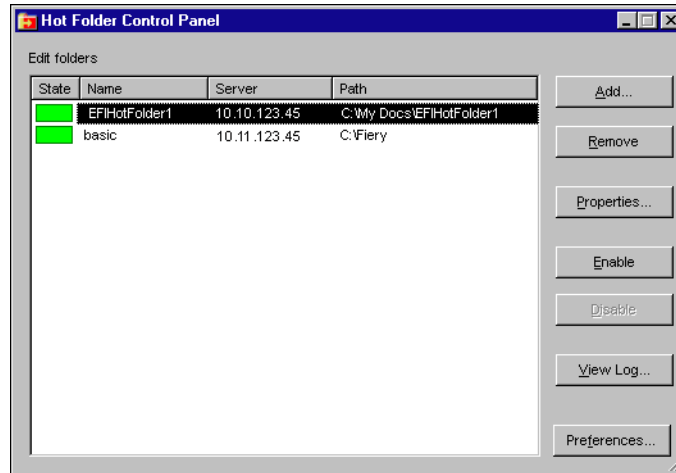 Hot Folder Control Panel
Edit folders
State Name Server Path
EFIHotFolder1 10.10.123.45 C:\My Docs\EFIHotFolder1
basic 10.11.123.45 C:\Fiery
Add...
Remove
Properties...
Enable
Disable
View Log...
Preferences...